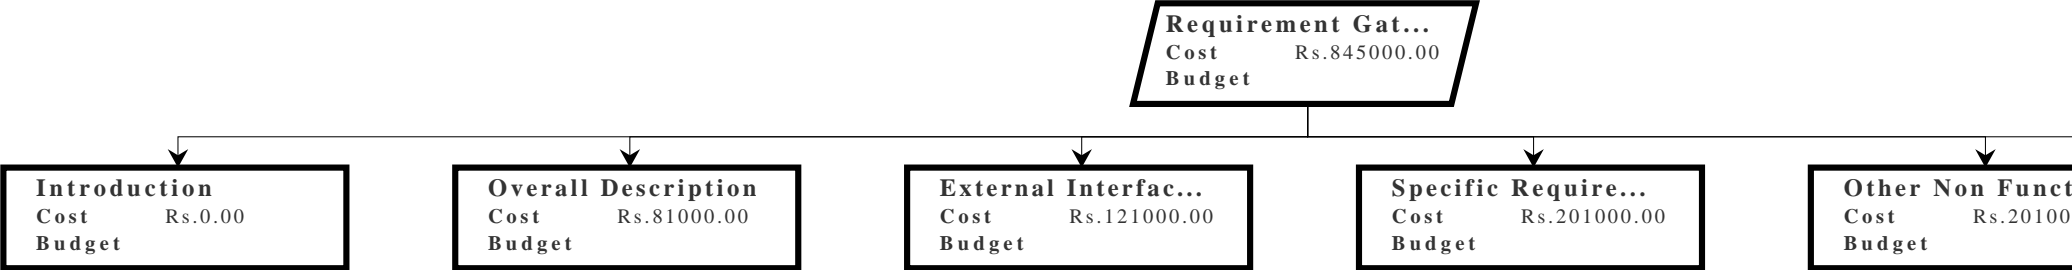 Requirement Gat...
Cost Rs.845000.00
Budget
Introduction
Cost Rs.0.00
Budget
Overall Description
Cost Rs.81000.00
Budget
External Interfac...
Cost Rs.121000.00
Budget
Specific Require...
Cost Rs.201000.00
Budget
Other Non Funct
Cost Rs.20100
Budget